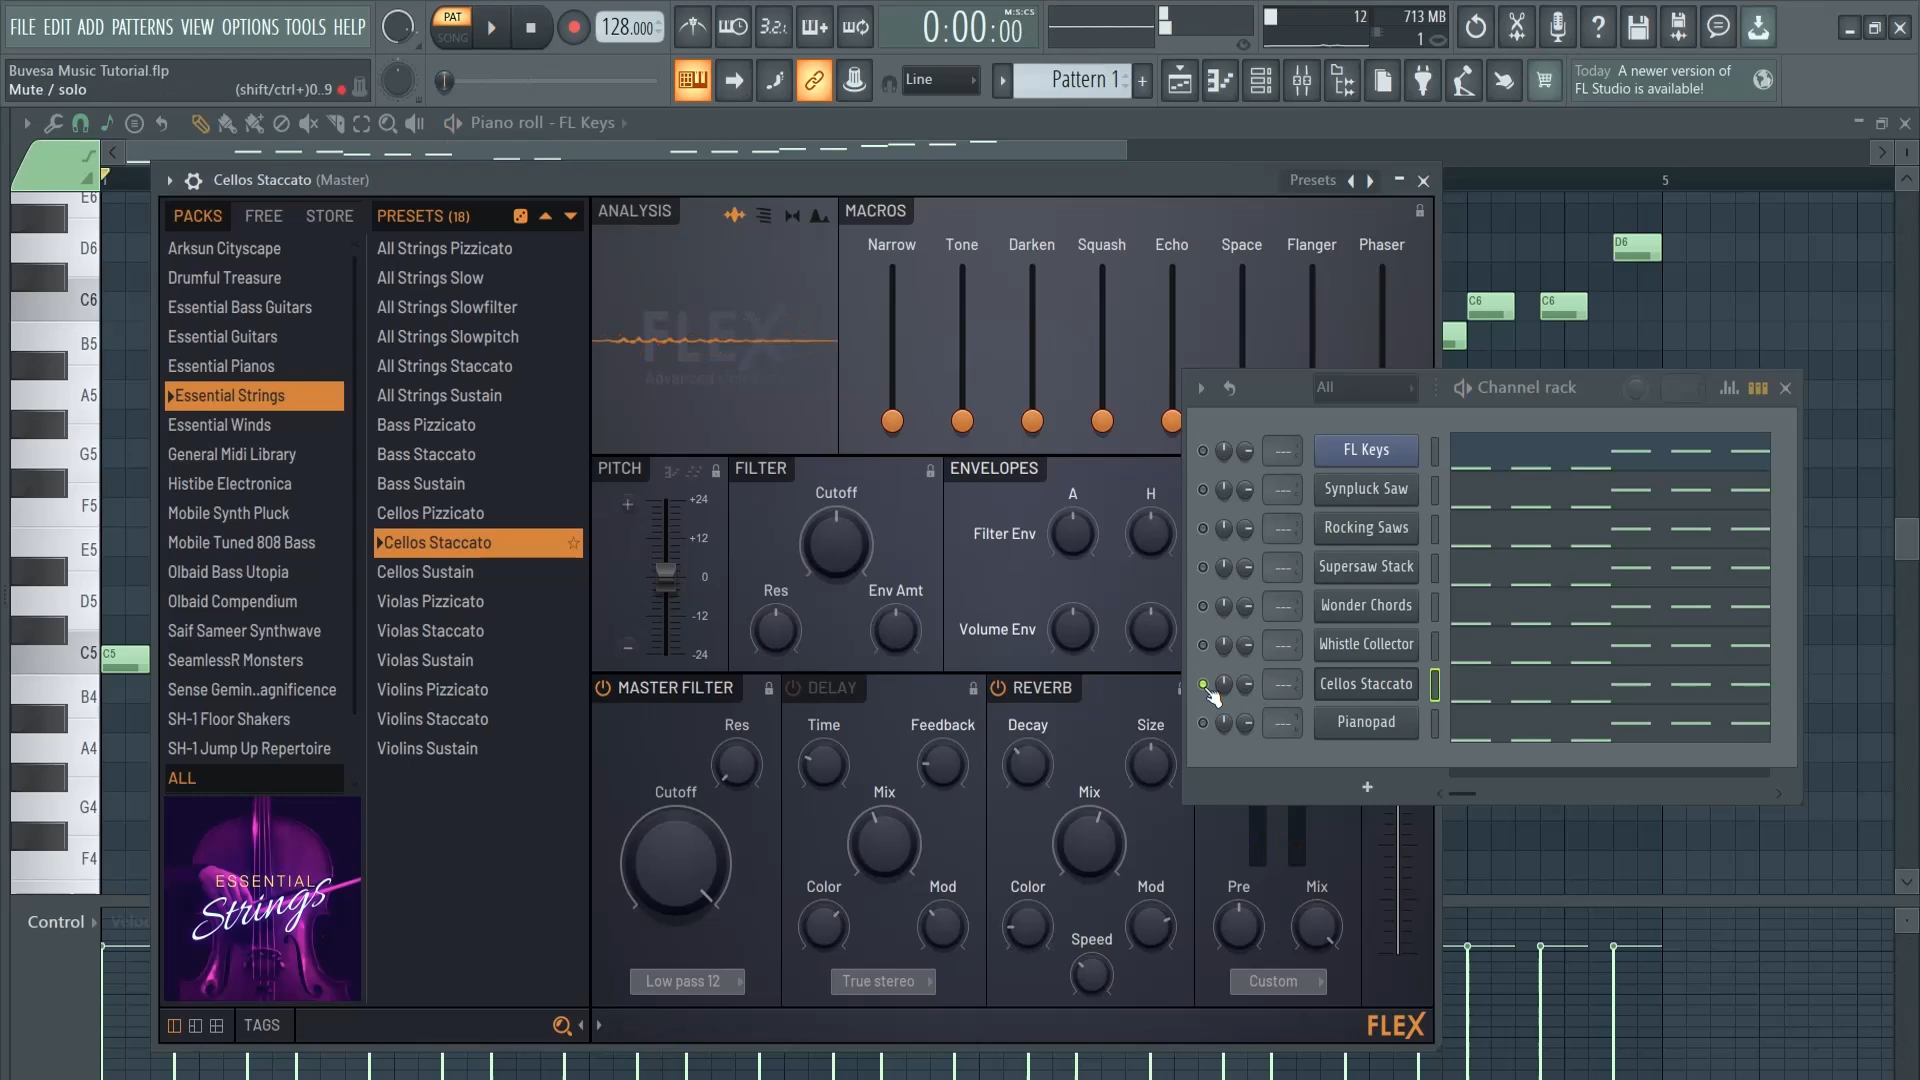 FILE EDIT ADD PATTERNS VIEW OPTIONS TOOLS HELP
PAT
SONG
128.000
3.2.
0:00:00
M:S:CS
12
713 MB
1
Buvesa Music Tutorial.flp
Mute / solo
(shift/ctrl+)0..9
Line
Pattern 1
+
Today A newer version of
FL Studio is available!
Piano roll - FL Keys
Cellos Staccato (Master)
Presets
5
PACKS
FREE
STORE
PRESETS (18)
ANALYSIS
MACROS
Arksun Cityscape
Drumful Treasure
Essential Bass Guitars
Essential Guitars
Essential Pianos
Essential Strings
Essential Winds
General Midi Library
Histibe Electronica
Mobile Synth Pluck
Mobile Tuned 808 Bass
Olbaid Bass Utopia
Olbaid Compendium
Saif Sameer Synthwave
SeamlessR Monsters
Sense Gemin..agnificence
SH-1 Floor Shakers
SH-1 Jump Up Repertoire
ALL
ESSENTIAL
Strings
TAGS
All Strings Pizzicato
All Strings Slow
All Strings Slowfilter
All Strings Slowpitch
All Strings Staccato
All Strings Sustain
Bass Pizzicato
Bass Staccato
Bass Sustain
Cellos Pizzicato
Cellos Staccato
Cellos Sustain
Violas Pizzicato
Violas Staccato
Violas Sustain
Violins Pizzicato
Violins Staccato
Violins Sustain
FLEX
Narrow
Tone
Darken
Squash
Echo
Space
Flanger
Phaser
PITCH
+24
+12
0
-12
-24
FILTER
Cutoff
Res
Env Amt
ENVELOPES
A
H
Filter Env
Volume Env
MASTER FILTER
Res
Cutoff
Low pass 12
DELAY
Time
Feedback
Mix
Color
Mod
True stereo
REVERB
Decay
Size
Mix
Color
Mod
Speed
Pre
Mix
Custom
FLEX
All
Channel rack
FL Keys
Synpluck Saw
Rocking Saws
Supersaw Stack
Wonder Chords
Whistle Collector
Cellos Staccato
Pianopad
+
E6
D6
C6
B5
A5
G5
F5
E5
D5
C5
B4
A4
G4
F4
C5
D6
C6
C6
Control